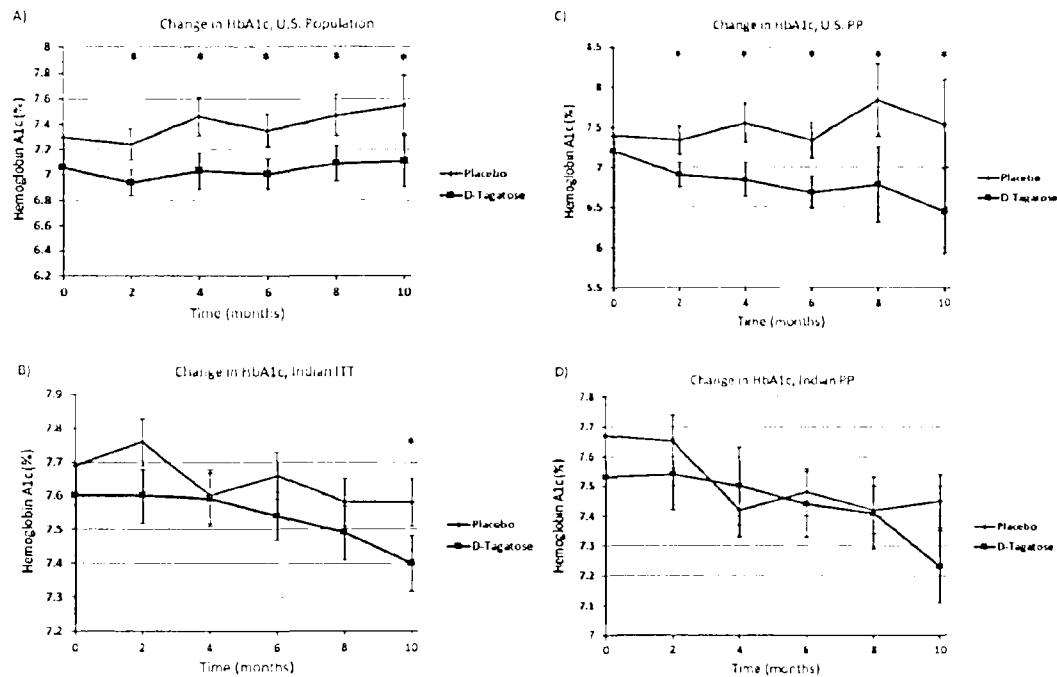 A)
Change in HbA1c, U.S. Population
8
7.8
7.6
7.4
7.2
7
6.8
6.6
6.4
6.2
* * * * *
Hemoglobin A1c (%)
0 2 4 6 8 10
Time (months)
Placebo
D-Tagatose
C)
Change in HbA1c, U.S. PP
8.5
8
7.5
7
6.5
6
5.5
* * * * *
Hemoglobin A1c (%)
0 2 4 6 8 10
Time (months)
Placebo
D-Tagatose
B)
Change in HbA1c, Indian ITT
7.9
7.8
7.7
7.6
7.5
7.4
7.3
7.2
*
Hemoglobin A1c (%)
0 2 4 6 8 10
Time (months)
Placebo
D-Tagatose
D)
Change in HbA1c, Indian PP
7.8
7.7
7.6
7.5
7.4
7.3
7.2
7.1
7
Hemoglobin A1c (%)
0 2 4 6 8 10
Time (months)
Placebo
D-Tagatose